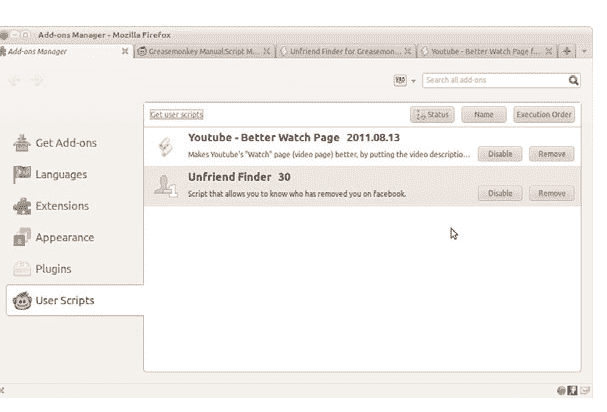 Add-ons Manager - Mozilla Firefox
Add-ons Manager Greasemonkey Manual:Script M... Unfriend Finder for Greasemon... Youtube - Better Watch Page f...
Search all add-ons
Get user scripts Status Name Execution Order
Youtube - Better Watch Page 2011.08.13
Makes Youtube's "Watch" page (video page) better, by putting the video descriptio... Disable Remove
Unfriend Finder 30
Script that allows you to know who has removed you on facebook. Disable Remove
Get Add-ons
Languages
Extensions
Appearance
Plugins
User Scripts